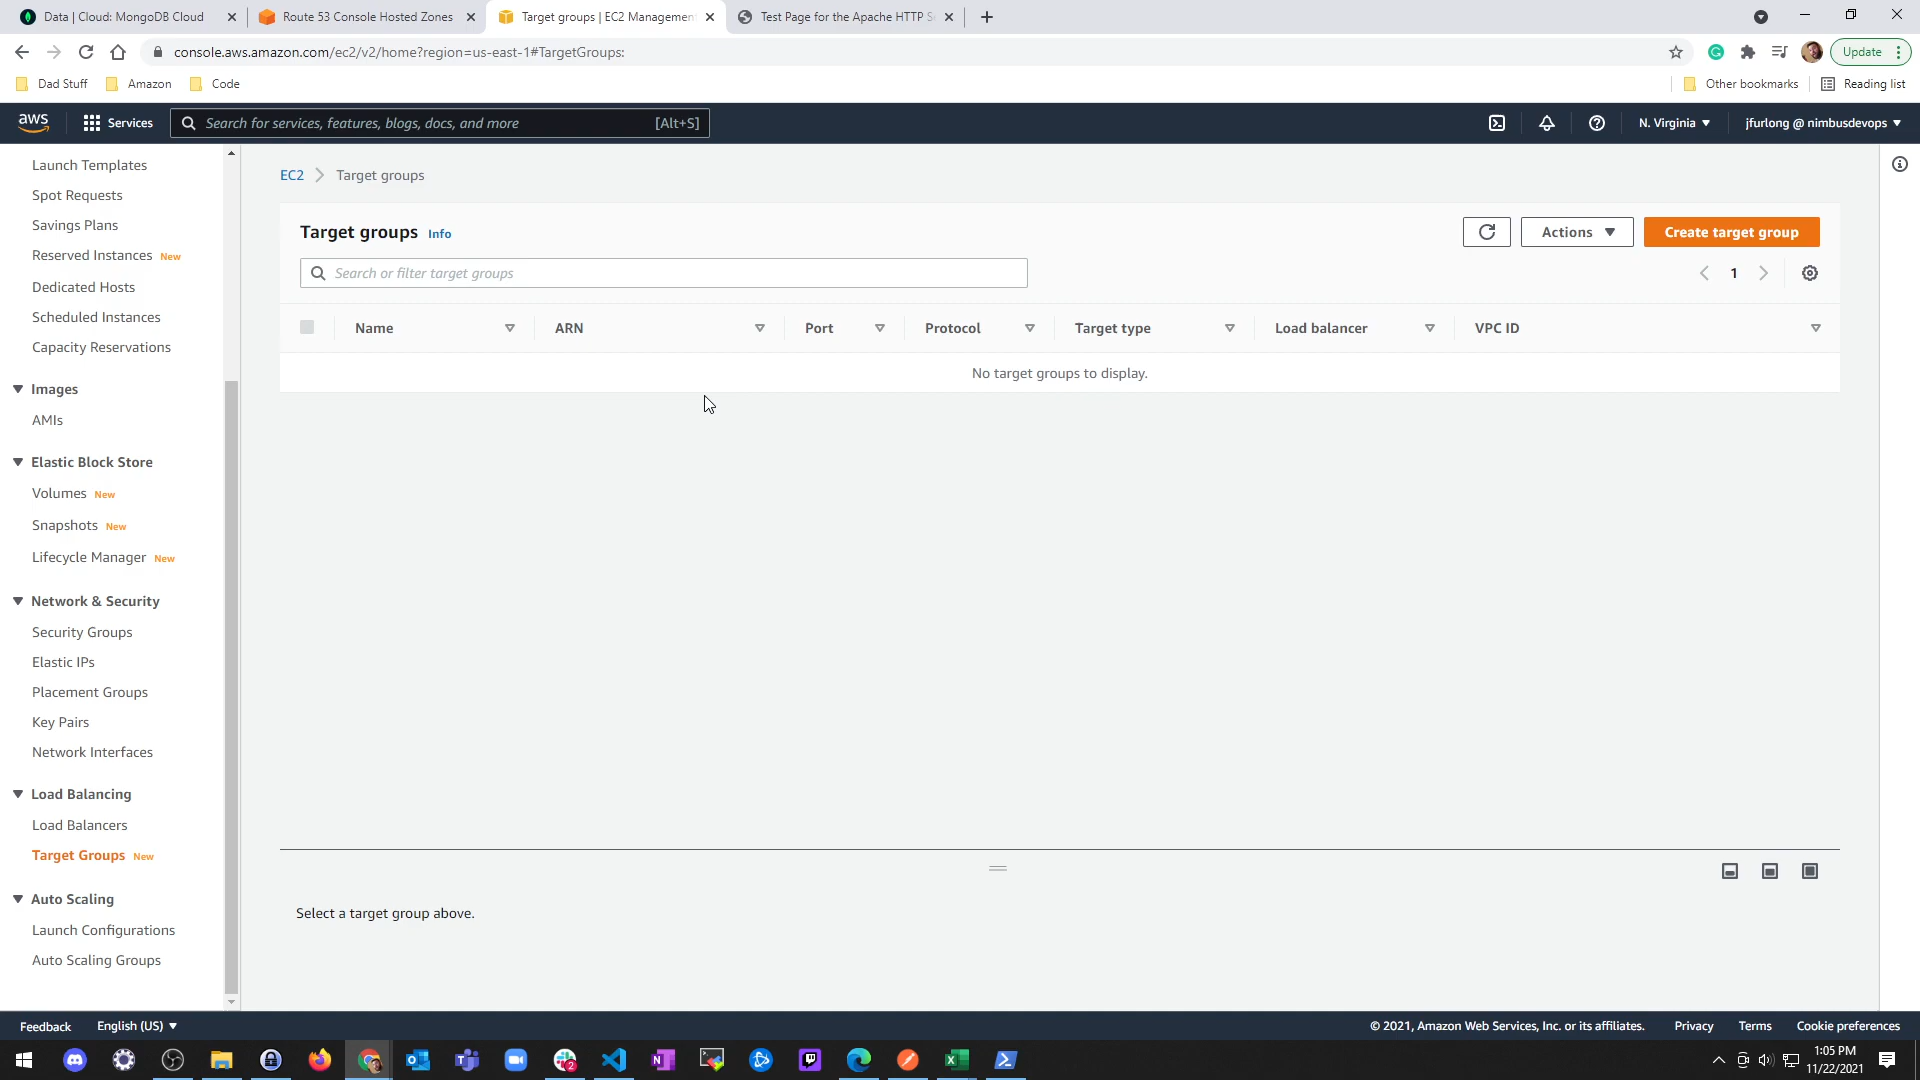 Data | Cloud: MongoDB Cloud
Route 53 Console Hosted Zones
Target groups | EC2 Management
Test Page for the Apache HTTP S
console.aws.amazon.com/ec2/v2/home?region=us-east-1#TargetGroups:
Update
Dad Stuff
Amazon
Code
Other bookmarks
Reading list
aws
Services
Search for services, features, blogs, docs, and more
[Alt+S]
N. Virginia
jfurlong @ nimbusdevops
Launch Templates
Spot Requests
Savings Plans
Reserved Instances New
Dedicated Hosts
Scheduled Instances
Capacity Reservations
Images
AMIs
Elastic Block Store
Volumes New
Snapshots New
Lifecycle Manager New
Network & Security
Security Groups
Elastic IPs
Placement Groups
Key Pairs
Network Interfaces
Load Balancing
Load Balancers
Target Groups New
Auto Scaling
Launch Configurations
Auto Scaling Groups
EC2
Target groups
Target groups Info
Actions
Create target group
Search or filter target groups
1
Name
ARN
Port
Protocol
Target type
Load balancer
VPC ID
No target groups to display.
Select a target group above.
Feedback
English (US)
© 2021, Amazon Web Services, Inc. or its affiliates.
Privacy
Terms
Cookie preferences
1:05 PM
11/22/2021